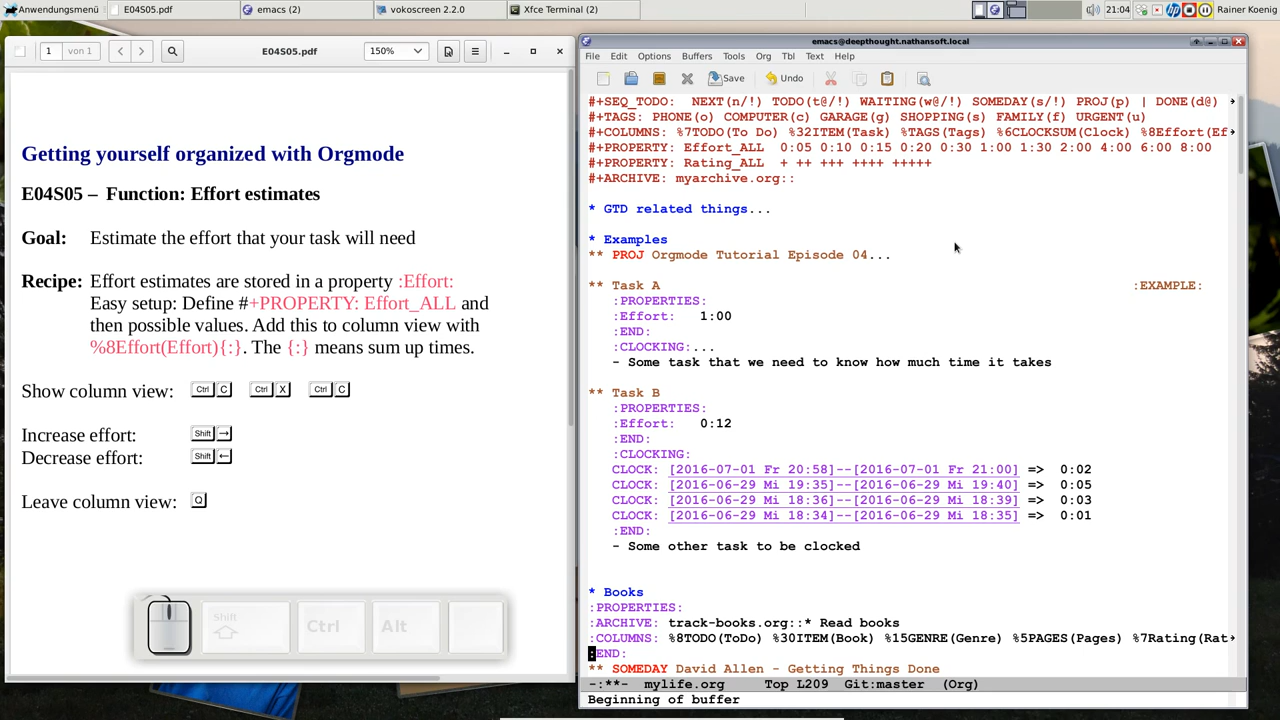 Anwendungsmenü
E04S05.pdf
emacs (2)
vokoscreen 2.2.0
Xfce Terminal (2)
21:04
Rainer Koenig
1 von 1
E04S05.pdf
150%
Getting yourself organized with Orgmode
E04S05 – Function: Effort estimates
Goal: Estimate the effort that your task will need
Recipe: Effort estimates are stored in a property :Effort:
Easy setup: Define #+PROPERTY: Effort_ALL and
then possible values. Add this to column view with
%8Effort(Effort){:}. The {:} means sum up times.
Show column view: Ctrl C Ctrl X Ctrl C
Increase effort: Shift →
Decrease effort: Shift ←
Leave column view: Q
Shift
Ctrl
Alt
emacs@deepthought.nathansoft.local
File Edit Options Buffers Tools Org Tbl Text Help
Save Undo
#+SEQ_TODO: NEXT(n/!) TODO(t@/!) WAITING(w@/!) SOMEDAY(s/!) PROJ(p) | DONE(d@)
#+TAGS: PHONE(o) COMPUTER(c) GARAGE(g) SHOPPING(s) FAMILY(f) URGENT(u)
#+COLUMNS: %7TODO(To Do) %32ITEM(Task) %TAGS(Tags) %6CLOCKSUM(Clock) %8Effort(Ef
#+PROPERTY: Effort_ALL 0:05 0:10 0:15 0:20 0:30 1:00 1:30 2:00 4:00 6:00 8:00
#+PROPERTY: Rating_ALL + ++ +++ ++++ +++++
#+ARCHIVE: myarchive.org::
* GTD related things...
* Examples
** PROJ Orgmode Tutorial Episode 04...
** Task A :EXAMPLE:
:PROPERTIES:
:Effort: 1:00
:END:
:CLOCKING:...
- Some task that we need to know how much time it takes
** Task B
:PROPERTIES:
:Effort: 0:12
:END:
:CLOCKING:
CLOCK: [2016-07-01 Fr 20:58]--[2016-07-01 Fr 21:00] => 0:02
CLOCK: [2016-06-29 Mi 19:35]--[2016-06-29 Mi 19:40] => 0:05
CLOCK: [2016-06-29 Mi 18:36]--[2016-06-29 Mi 18:39] => 0:03
CLOCK: [2016-06-29 Mi 18:34]--[2016-06-29 Mi 18:35] => 0:01
:END:
- Some other task to be clocked
* Books
:PROPERTIES:
:ARCHIVE: track-books.org::* Read books
:COLUMNS: %8TODO(ToDo) %30ITEM(Book) %15GENRE(Genre) %5PAGES(Pages) %7Rating(Rat
:END:
** SOMEDAY David Allen - Getting Things Done
-:**- mylife.org Top L209 Git:master (Org)
Beginning of buffer